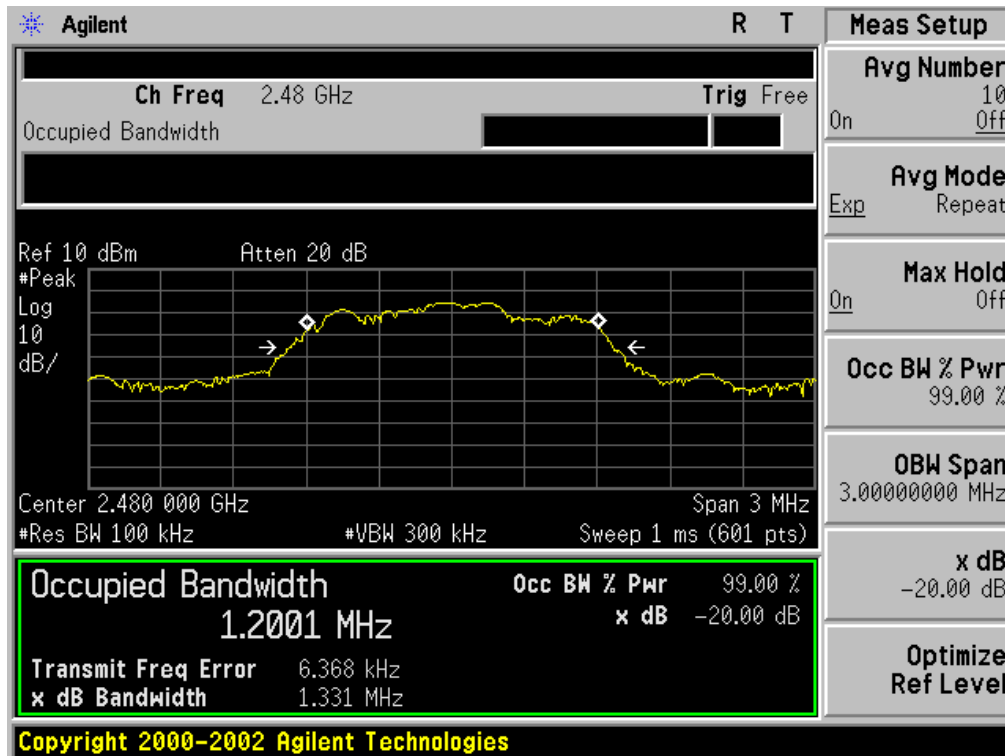 Agilent R T
Ch Freq 2.48 GHz Trig Free
Occupied Bandwidth
Ref 10 dBm Atten 20 dB
#Peak
Log
10
dB/
Center 2.480 000 GHz Span 3 MHz
#Res BW 100 kHz #VBW 300 kHz Sweep 1 ms (601 pts)
Occupied Bandwidth
1.2001 MHz
Occ BW % Pwr 99.00 %
x dB -20.00 dB
Transmit Freq Error 6.368 kHz
x dB Bandwidth 1.331 MHz
Copyright 2000-2002 Agilent Technologies
Meas Setup
Avg Number
10
On Off
Avg Mode
Exp Repeat
Max Hold
On Off
Occ BW % Pwr
99.00 %
OBW Span
3.00000000 MHz
x dB
-20.00 dB
Optimize
Ref Level